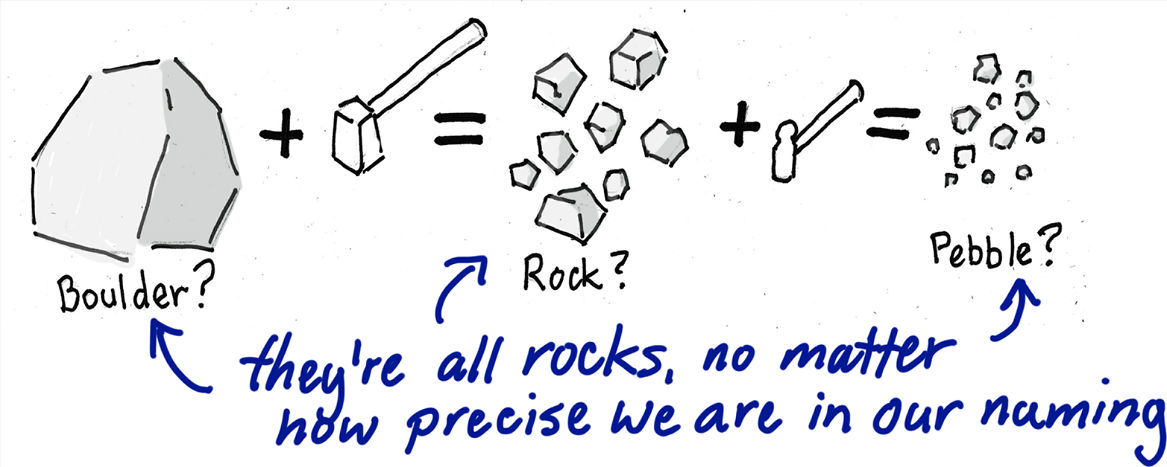 + = + =
Boulder?
Rock?
Pebble?
they're all rocks, no matter
how precise we are in our naming